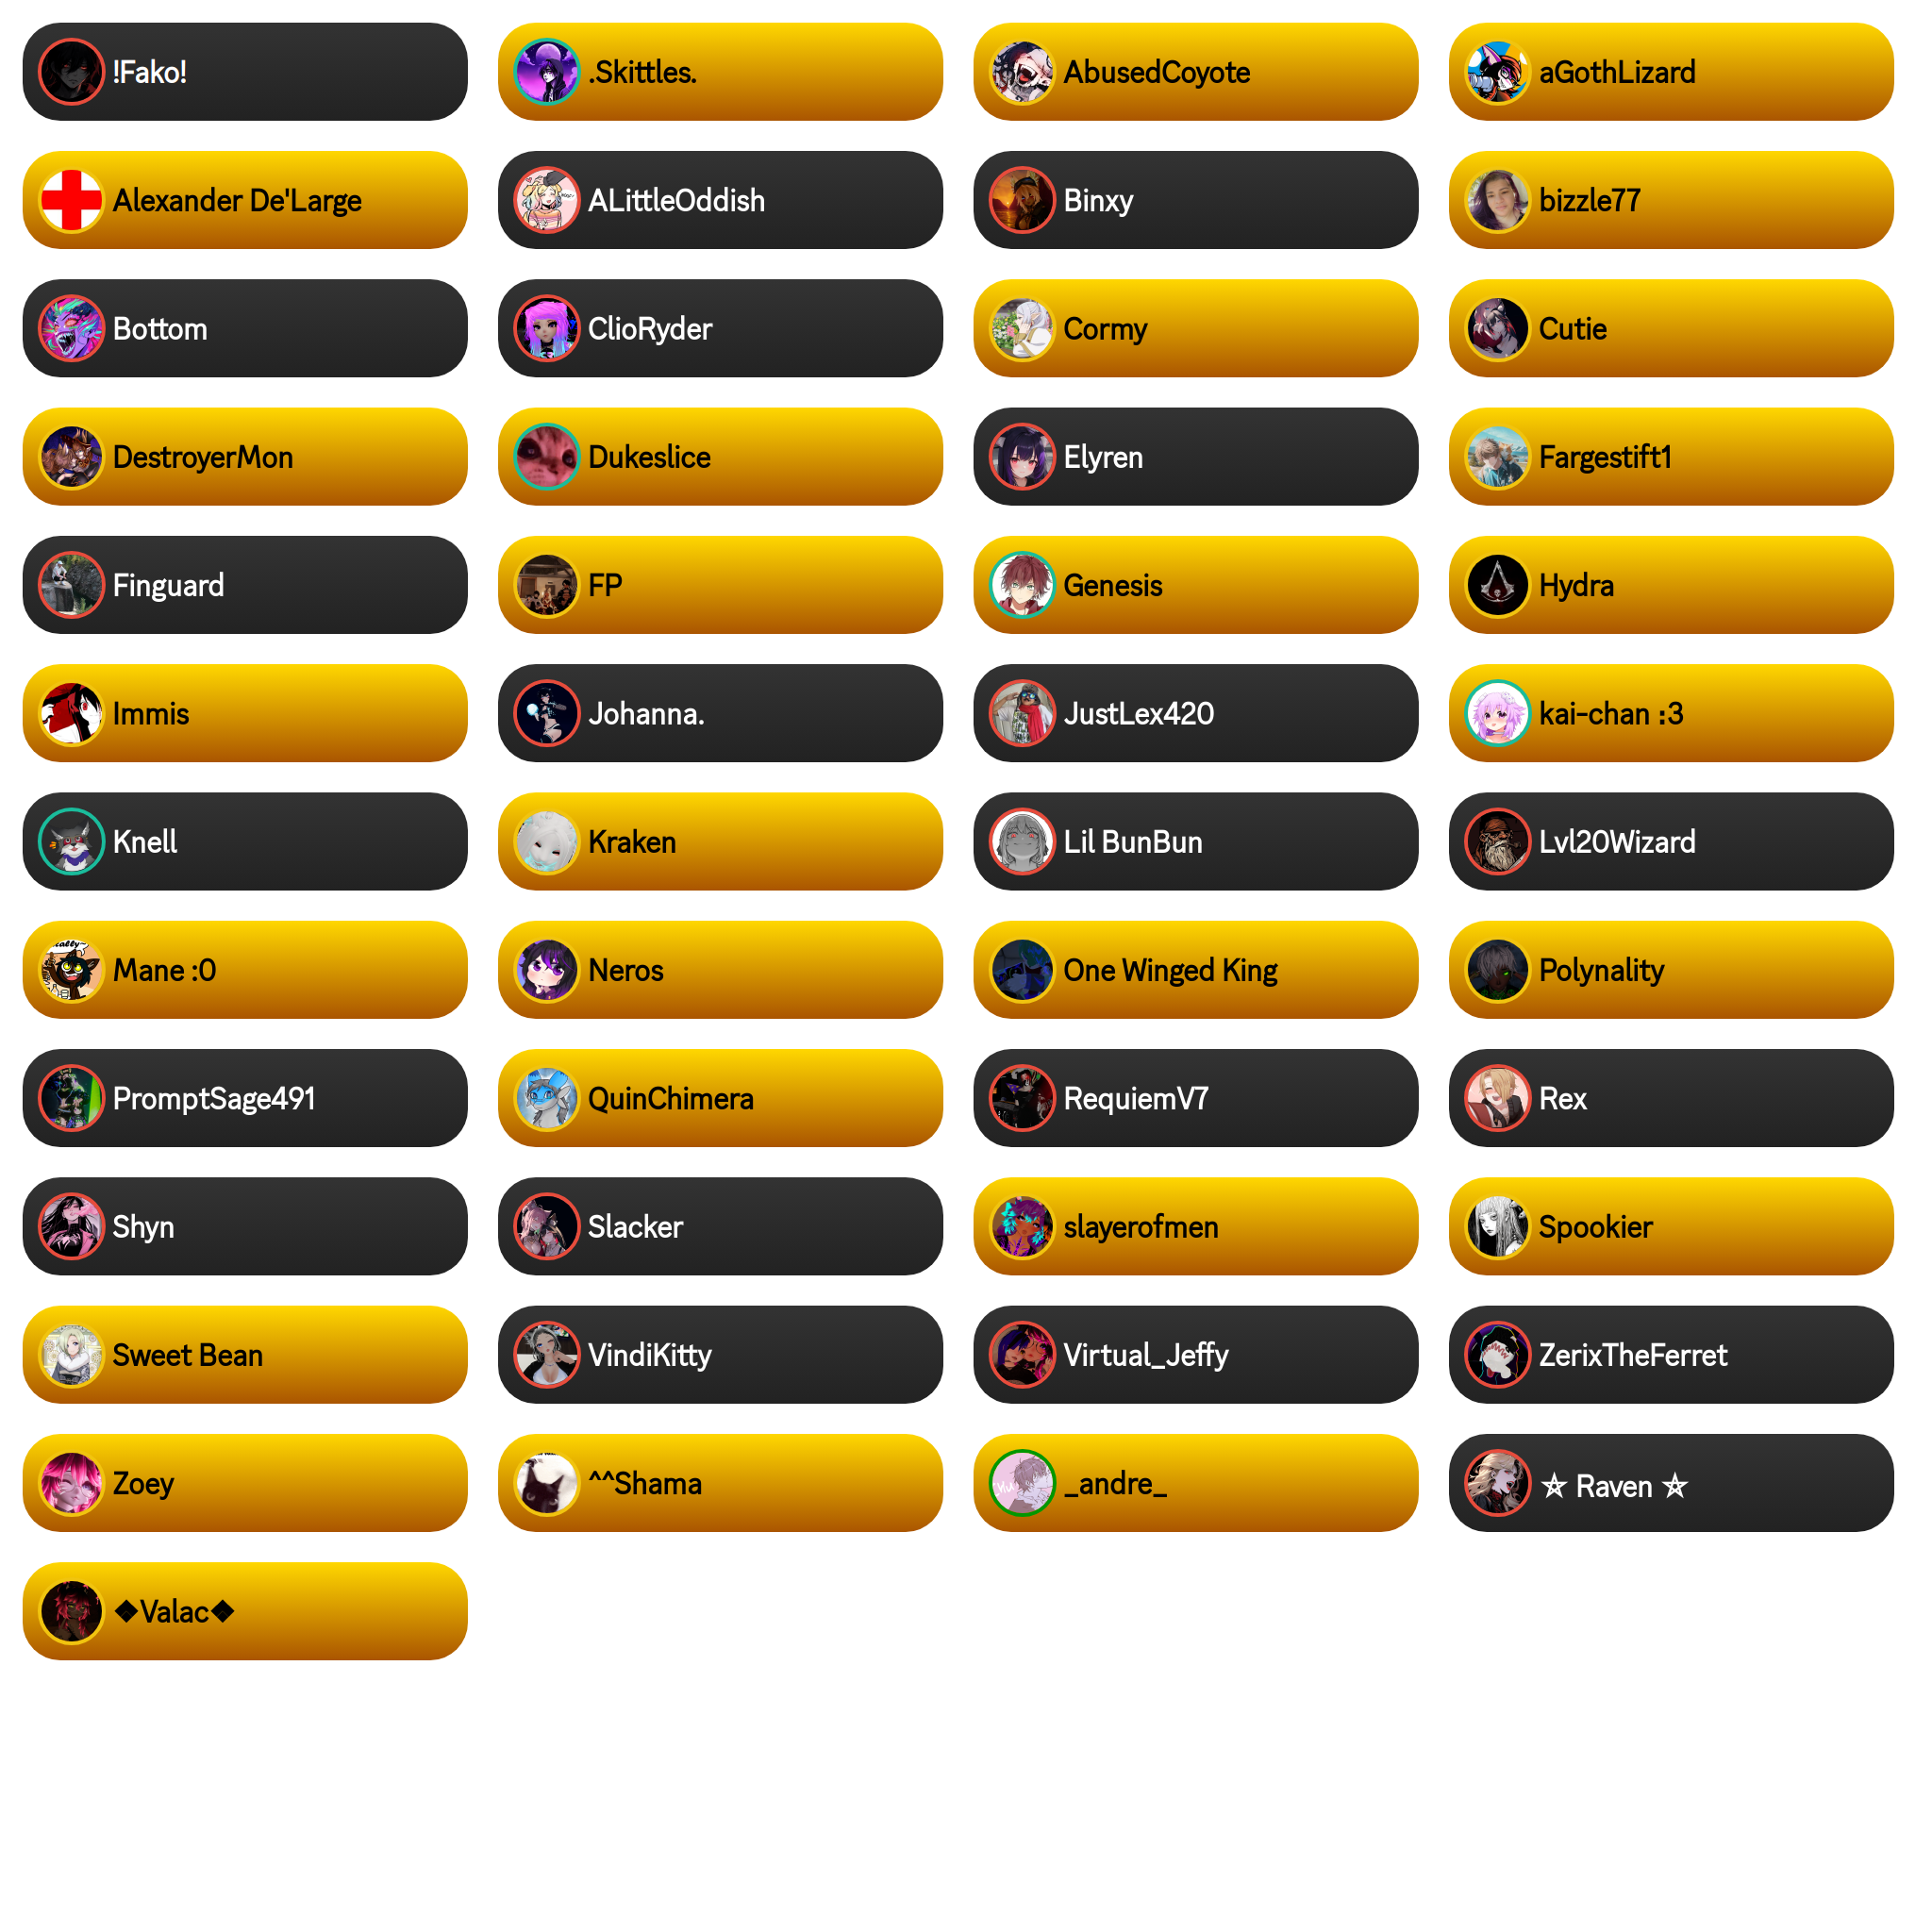 !Fako!
.Skittles.
AbusedCoyote
aGothLizard
Alexander De'Large
ALittleOddish
Binxy
bizzle77
Bottom
ClioRyder
Cormy
Cutie
DestroyerMon
Dukeslice
Elyren
Fargestift1
Finguard
FP
Genesis
Hydra
Immis
Johanna.
JustLex420
kai-chan :3
Knell
Kraken
Lil BunBun
Lvl20Wizard
Mane :0
Neros
One Winged King
Polynality
PromptSage491
QuinChimera
RequiemV7
Rex
Shyn
Slacker
slayerofmen
Spookier
Sweet Bean
VindiKitty
Virtual_Jeffy
ZerixTheFerret
Zoey
^^Shama
_andre_
⛤ Raven ⛤
❖Valac❖